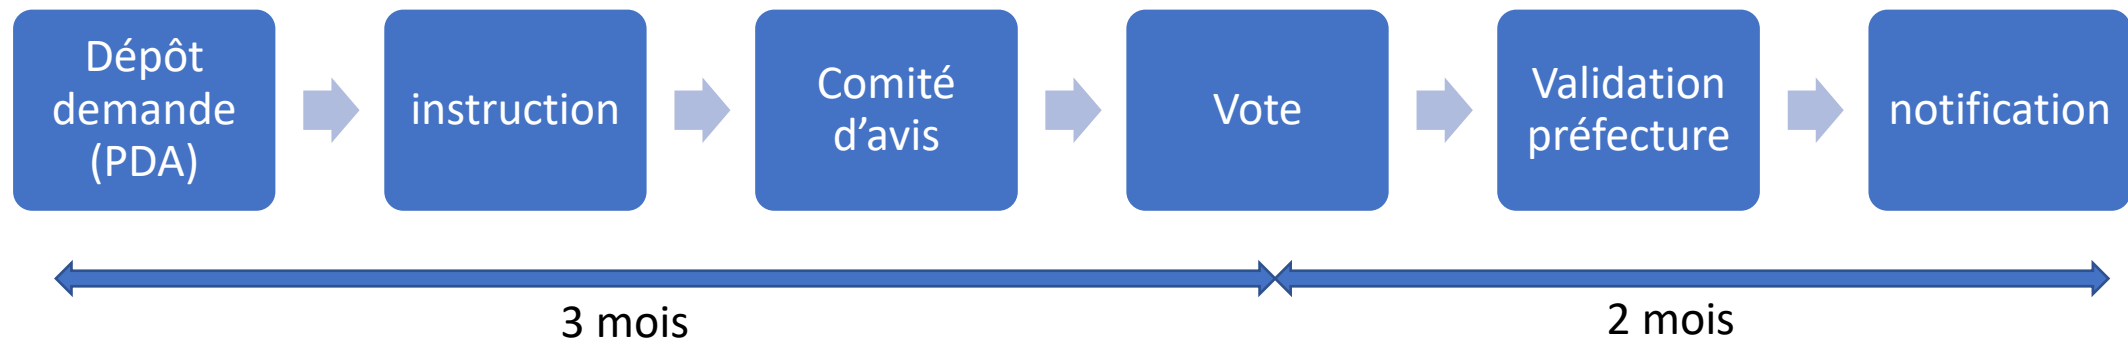 Dépôt
demande
(PDA)
instruction
Comité
d’avis
Vote
Validation
préfecture
notification
3 mois
2 mois